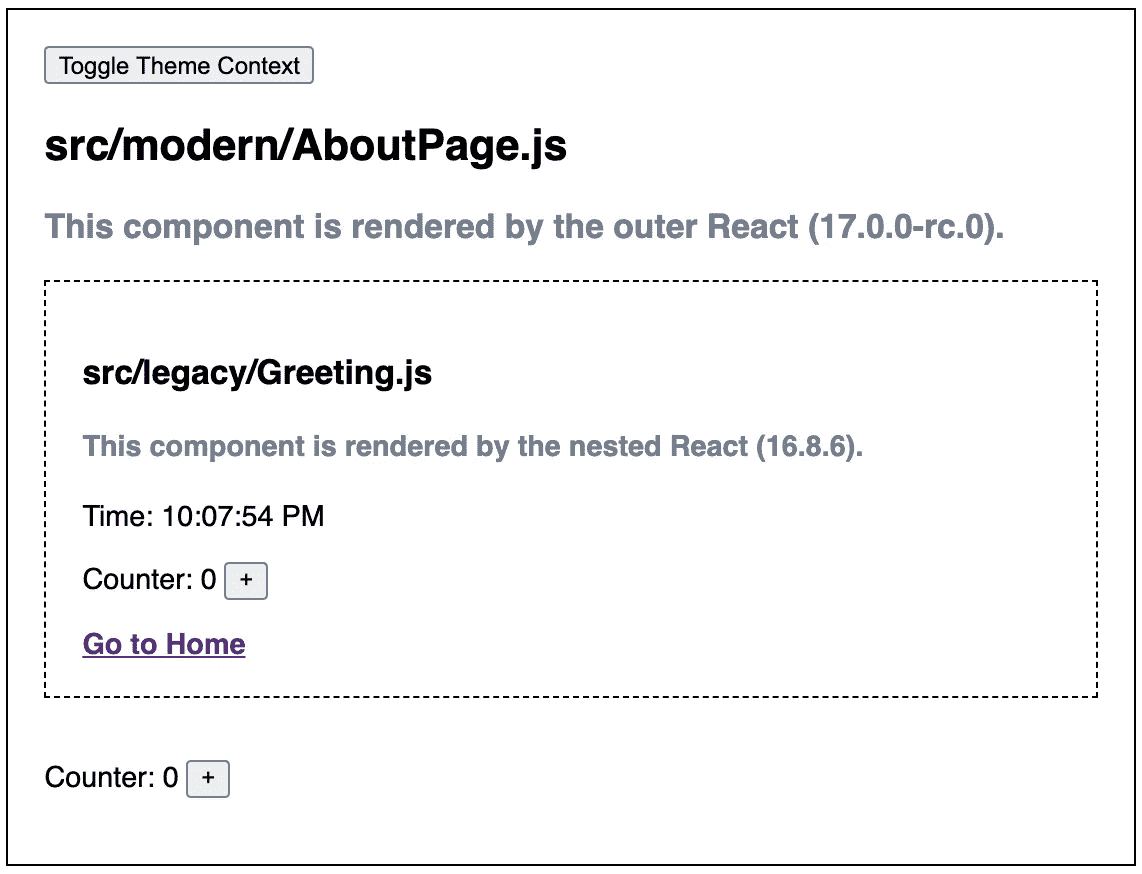 Toggle Theme Context
src/modern/AboutPage.js
This component is rendered by the outer React (17.0.0-rc.0).
src/legacy/Greeting.js
This component is rendered by the nested React (16.8.6).
Time: 10:07:54 PM
Counter: 0 +
Go to Home
Counter: 0 +